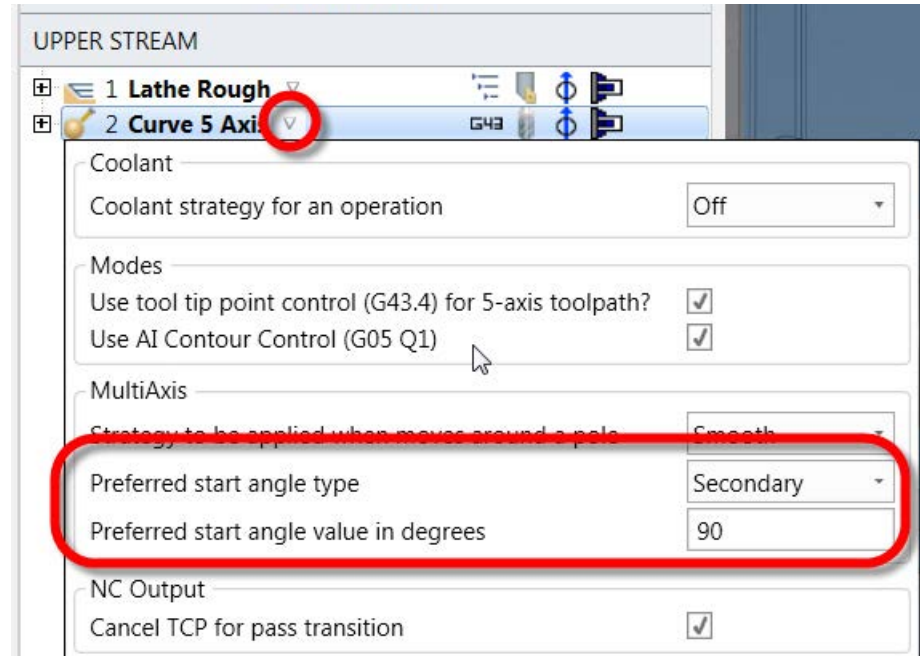 UPPER STREAM
1 Lathe Rough
2 Curve 5 Axis G43
Coolant
Coolant strategy for an operation Off
Modes
Use tool tip point control (G43.4) for 5-axis toolpath?
Use AI Contour Control (G05 Q1)
MultiAxis
Strategy to be applied when moves around a pole Smooth
Preferred start angle type Secondary
Preferred start angle value in degrees 90
NC Output
Cancel TCP for pass transition